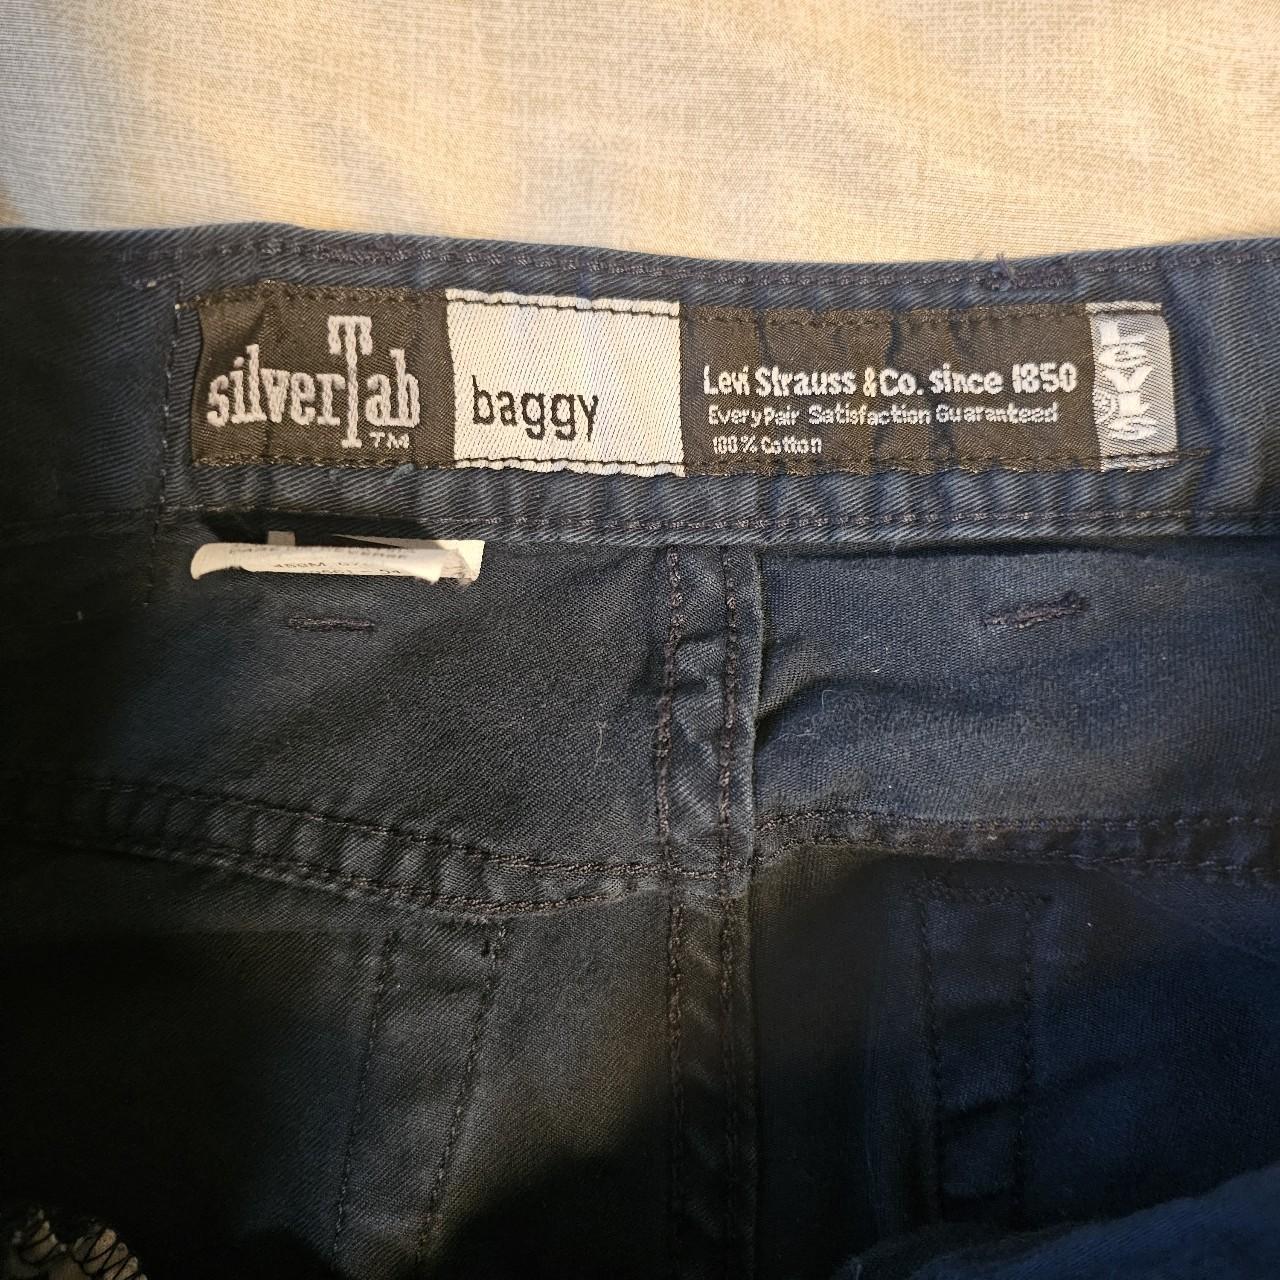 silverTab
TM
baggy
Levi Strauss & Co. since 1850
Every Pair Satisfaction Guaranteed
100% Cotton
LEVI'S